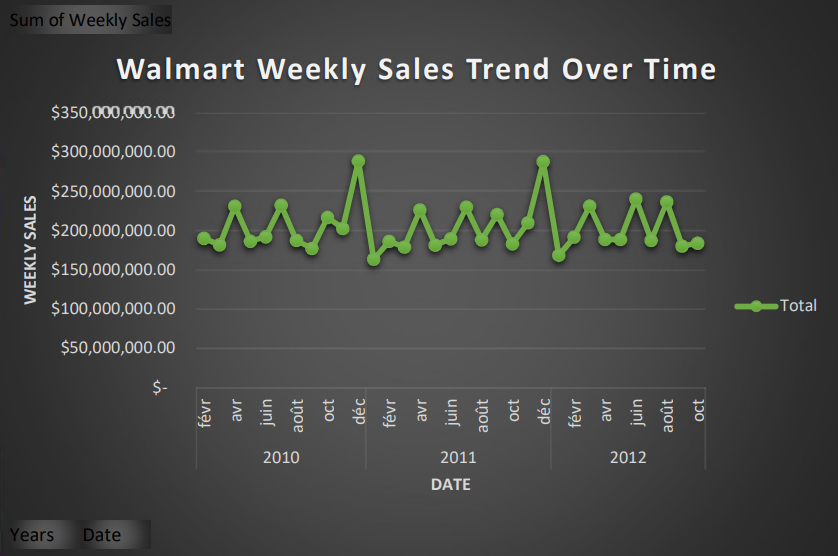 Sum of Weekly Sales
Walmart Weekly Sales Trend Over Time
$350,000,000.00
$300,000,000.00
$250,000,000.00
$200,000,000.00
$150,000,000.00
$100,000,000.00
$50,000,000.00
$-
WEEKLY SALES
févr avr juin août oct déc févr avr juin août oct déc févr avr juin août oct
2010 2011 2012
DATE
Total
Years Date